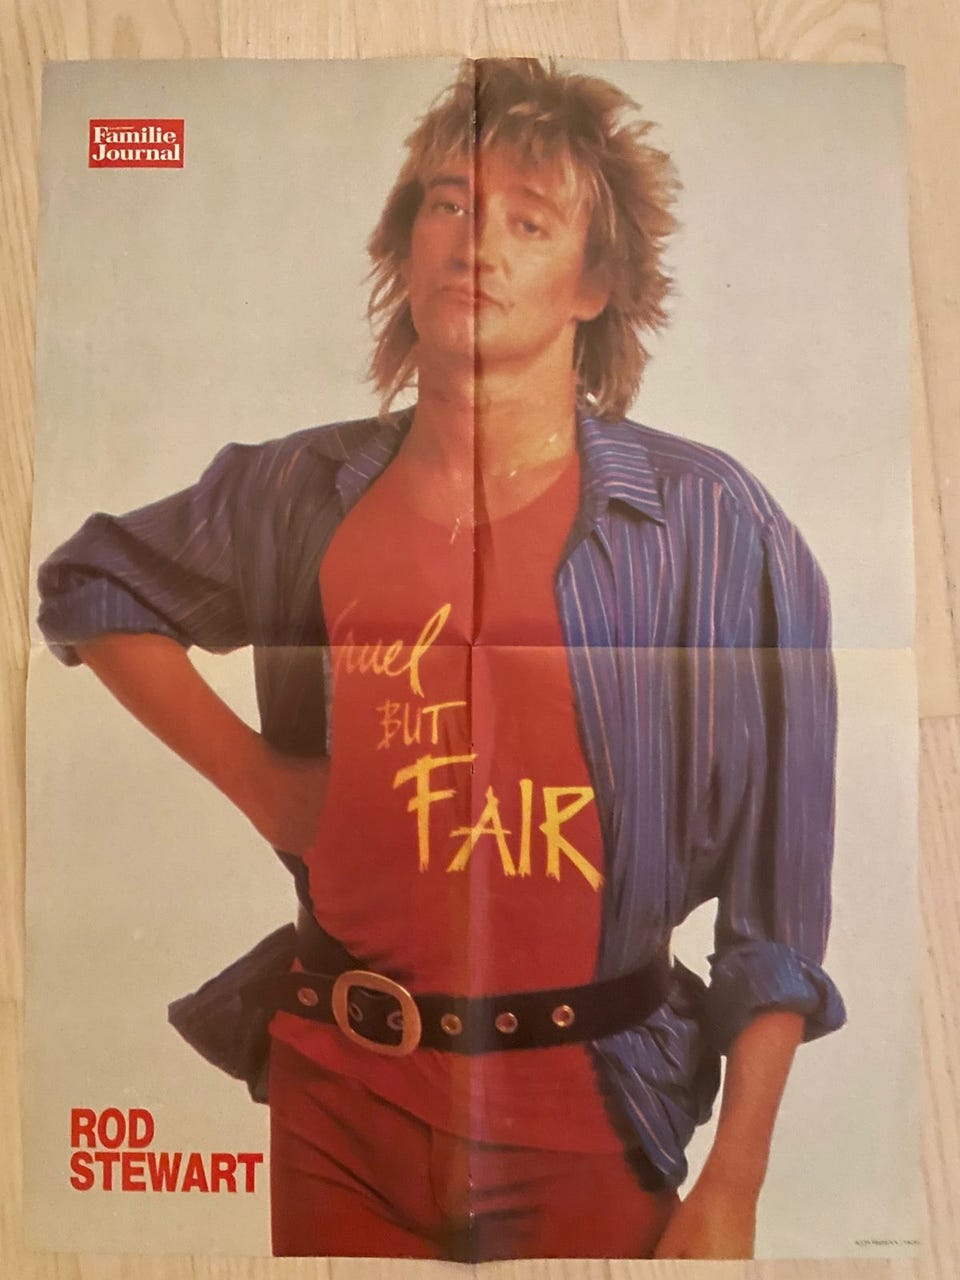 Familie
Journal
Cruel
BUT
FAIR
ROD
STEWART